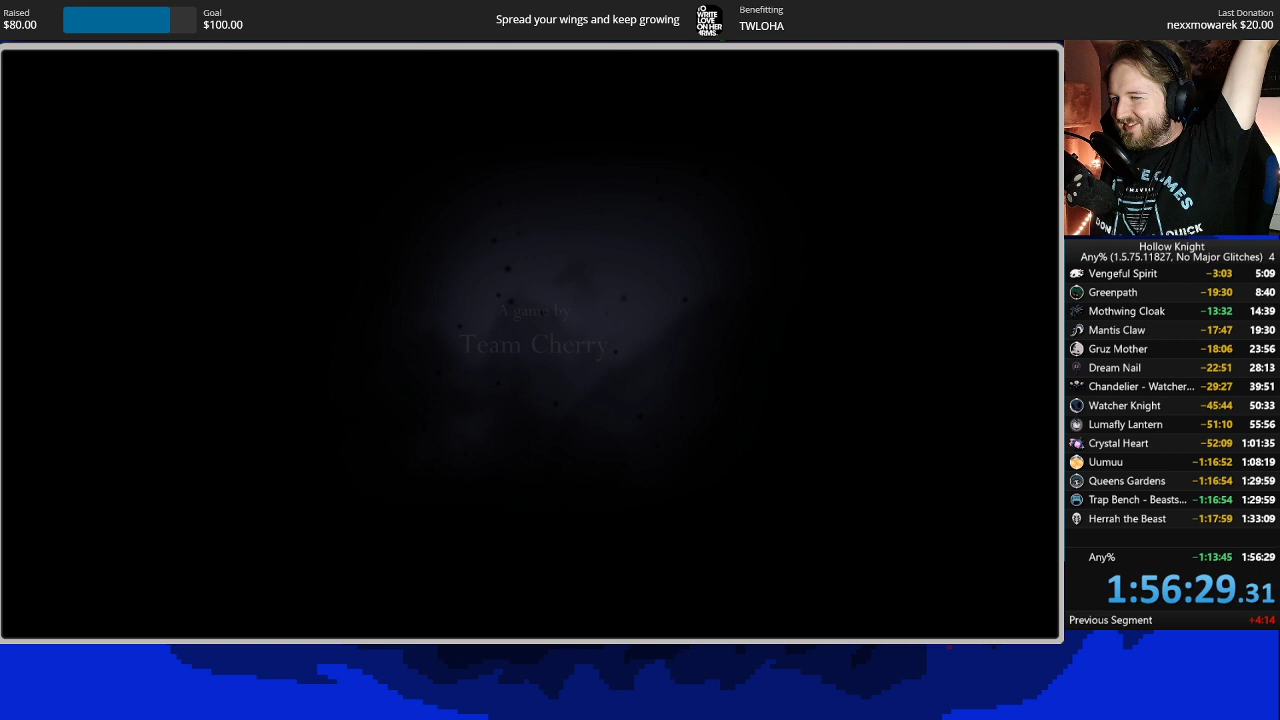 Raised
$80.00
Goal
$100.00
Spread your wings and keep growing
TO
WRITE
LOVE
ON HER
ARMS.
Benefitting
TWLOHA
Last Donation
nexxmowarek $20.00
A game by
Team Cherry
QUICK
Hollow Knight
Any% (1.5.75.11827, No Major Glitches) 4
Vengeful Spirit -3:03 5:09
Greenpath -19:30 8:40
Mothwing Cloak -13:32 14:39
Mantis Claw -17:47 19:30
Gruz Mother -18:06 23:56
Dream Nail -22:51 28:13
Chandelier - Watcher... -29:27 39:51
Watcher Knight -45:44 50:33
Lumafly Lantern -51:10 55:56
Crystal Heart -52:09 1:01:35
Uumuu -1:16:52 1:08:19
Queens Gardens -1:16:54 1:29:59
Trap Bench - Beasts... -1:16:54 1:29:59
Herrah the Beast -1:17:59 1:33:09
Any% -1:13:45 1:56:29
1:56:29.31
Previous Segment +4:14